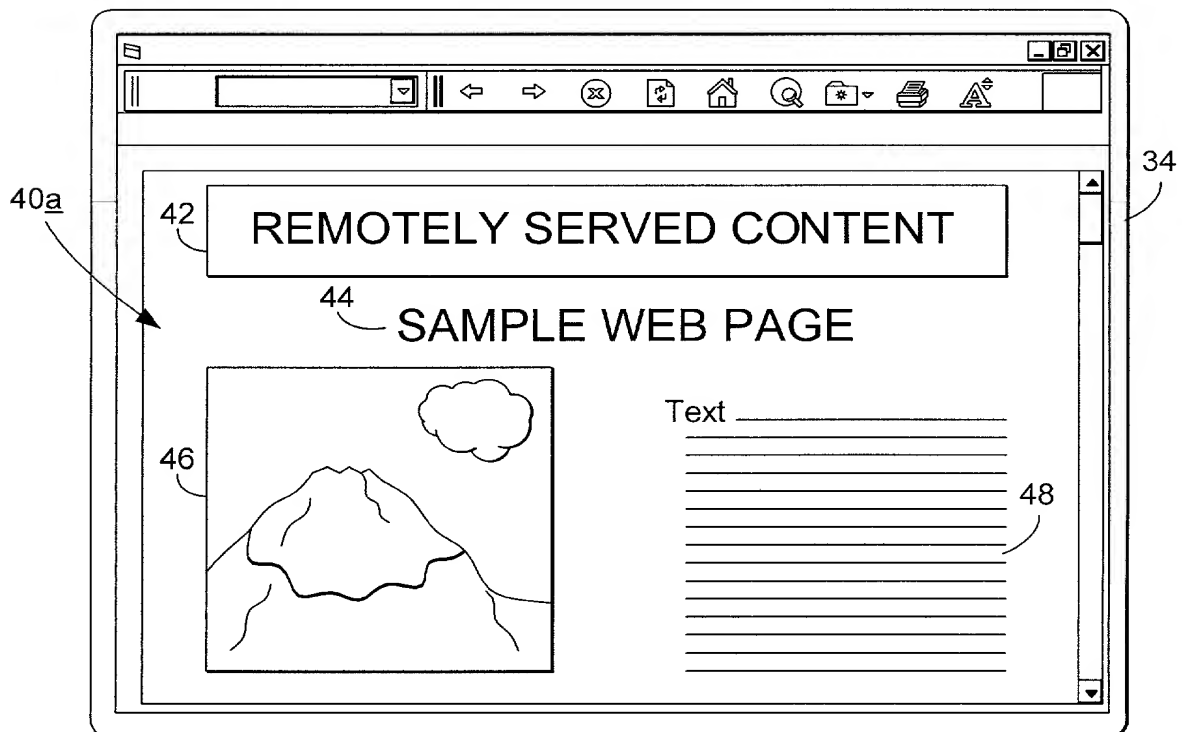 34
40a
42
REMOTELY SERVED CONTENT
44
SAMPLE WEB PAGE
Text
46
48